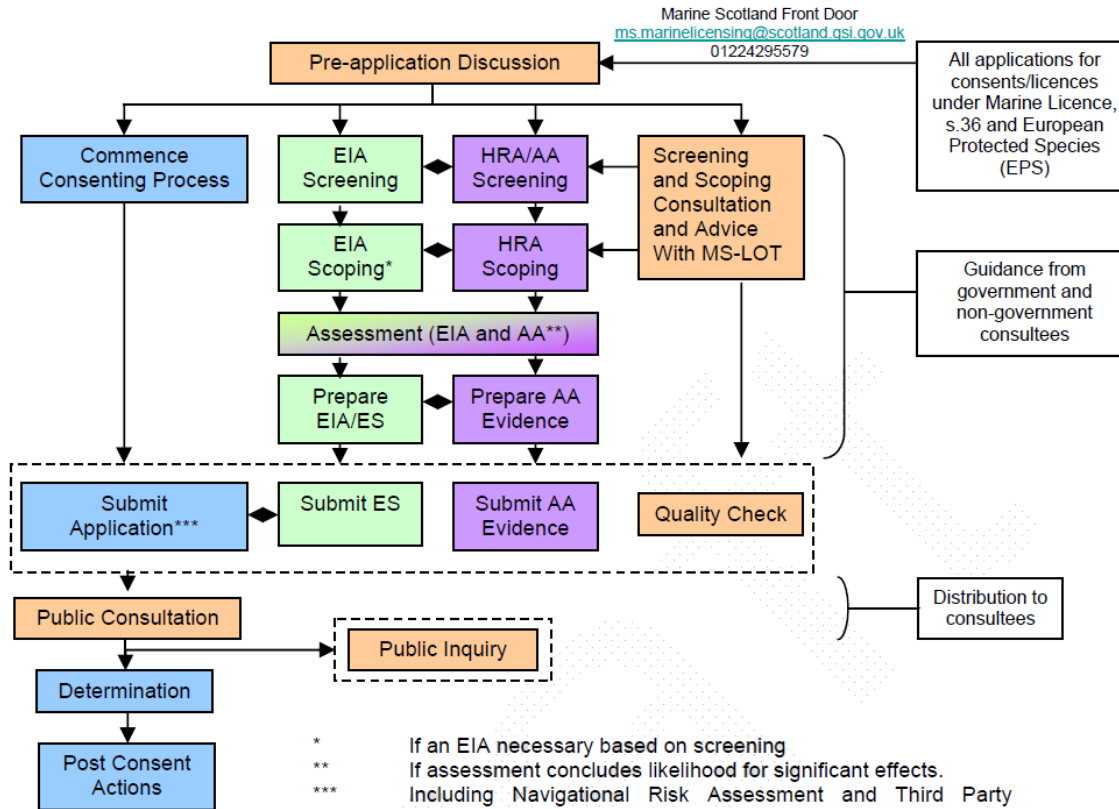 Marine Scotland Front Door
ms.marinelicensing@scotland.gsi.gov.uk
01224295579
Pre-application Discussion
All applications for
consents/licences
under Marine Licence,
s.36 and European
Protected Species
(EPS)
Commence
Consenting Process
EIA
Screening
HRA/AA
Screening
Screening
and Scoping
Consultation
and Advice
With MS-LOT
EIA
Scoping*
HRA
Scoping
Guidance from
government and
non-government
consultees
Assessment (EIA and AA**)
Prepare
EIA/ES
Prepare AA
Evidence
Submit
Application***
Submit ES
Submit AA
Evidence
Quality Check
Public Consultation
Distribution to
consultees
Public Inquiry
Determination
Post Consent
Actions
* If an EIA necessary based on screening
** If assessment concludes likelihood for significant effects.
*** Including Navigational Risk Assessment and Third Party